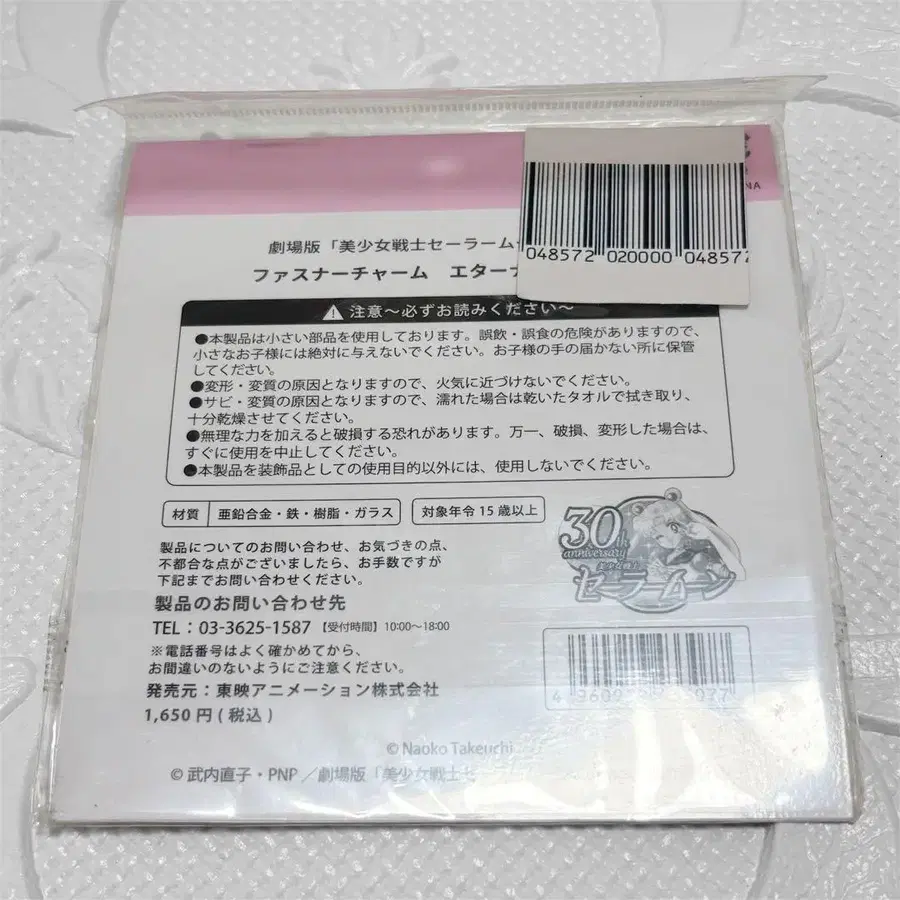 NA
048572 020000 048572
劇場版「美少女戦士セーラームー
ファスナーチャーム エターナ
注意～必ずお読みください～
●本製品は小さい部品を使用しております。誤飲・誤食の危険がありますので、
小さなお子様には絶対に与えないでください。お子様の手の届かない所に保管
してください。
●変形・変質の原因となりますので、火気に近づけないでください。
●サビ・変質の原因となりますので、濡れた場合は乾いたタオルで拭き取り、
十分乾燥させてください。
●無理な力を加えると破損する恐れがあります。万一、破損、変形した場合は、
すぐに使用を中止してください。
●本製品を装飾品としての使用目的以外には、使用しないでください。
材質 亜鉛合金・鉄・樹脂・ガラス
対象年令15歳以上
30th
anniversary
美少女戦士
セーラームーン
製品についてのお問い合わせ、お気づきの点、
不都合な点がございましたら、お手数ですが
下記までお問い合わせください。
製品のお問い合わせ先
TEL：03-3625-1587 【受付時間】10:00～18:00
※電話番号はよく確かめてから、
お間違いのないようにご注意ください。
発売元：東映アニメーション株式会社
1,650円(税込)
© Naoko Takeuchi
© 武内直子・PNP／劇場版「美少女戦士セー